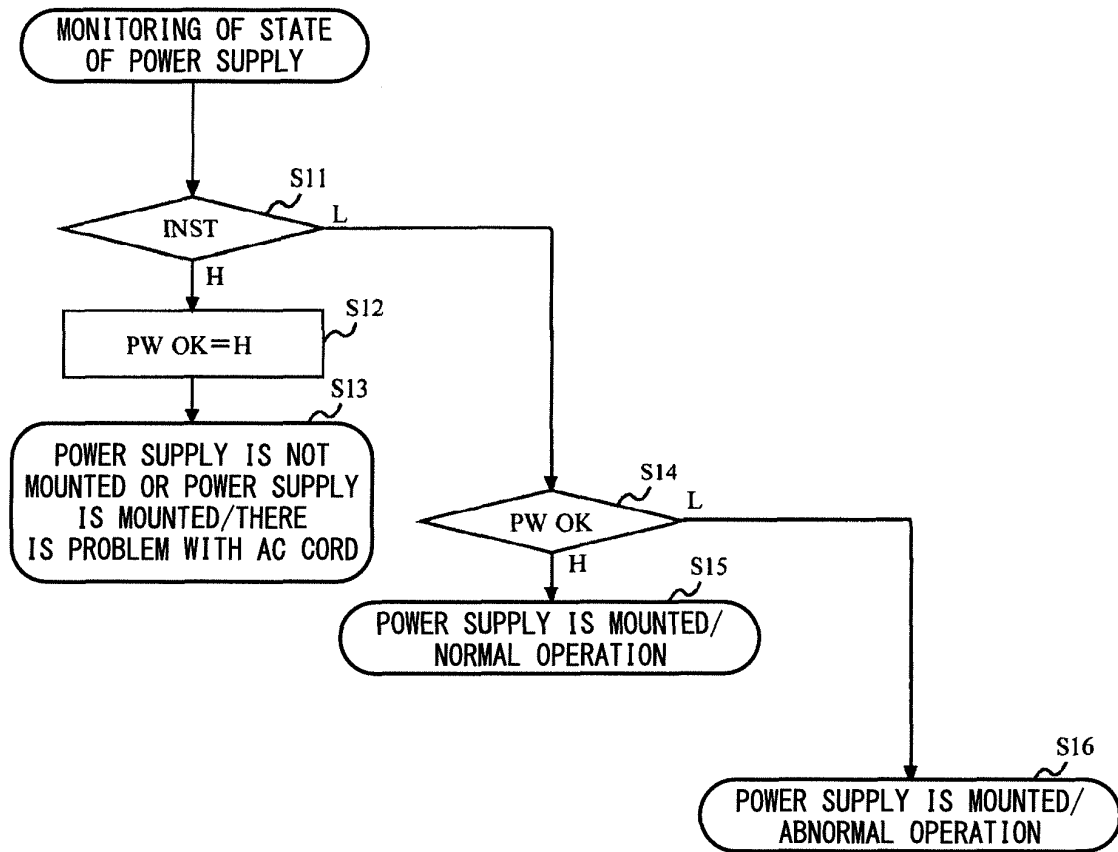 MONITORING OF STATE
OF POWER SUPPLY
S11
INST
L
H
S12
PW OK=H
S13
POWER SUPPLY IS NOT
MOUNTED OR POWER SUPPLY
IS MOUNTED/THERE
IS PROBLEM WITH AC CORD
S14
PW OK
L
H
S15
POWER SUPPLY IS MOUNTED/
NORMAL OPERATION
S16
POWER SUPPLY IS MOUNTED/
ABNORMAL OPERATION